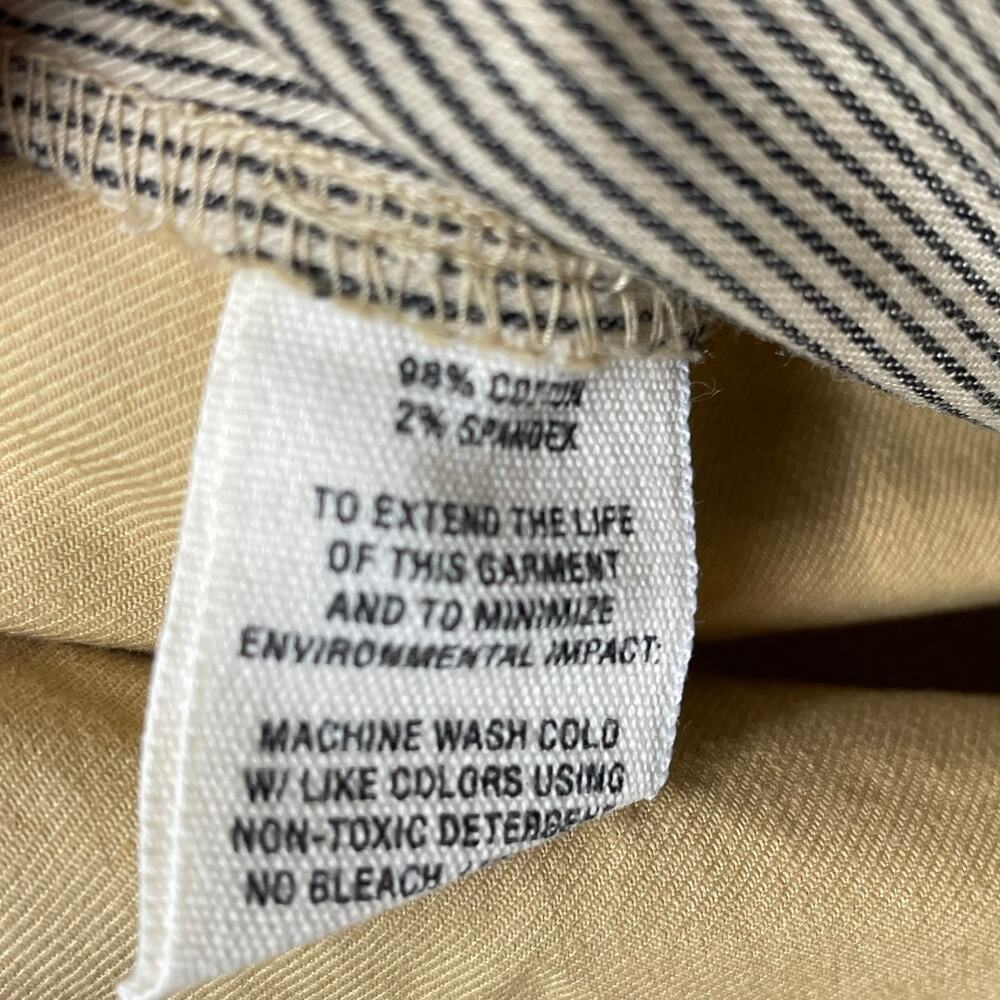 98% COTTON
2% SPANDEX
TO EXTEND THE LIFE
OF THIS GARMENT
AND TO MINIMIZE
ENVIRONMENTAL IMPACT:
MACHINE WASH COLD
W/ LIKE COLORS USING
NON-TOXIC DETERGENT
NO BLEACH